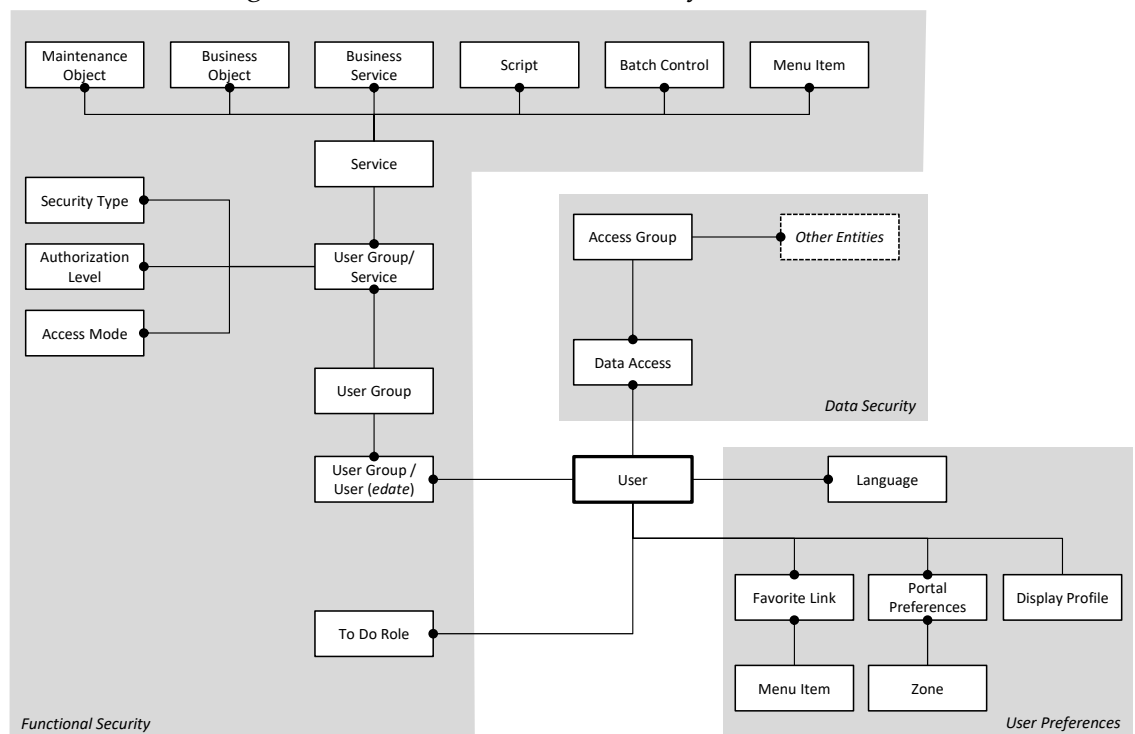 Maintenance
Object
Business
Object
Business
Service
Script
Batch Control
Menu Item
Service
Security Type
Access Group
Other Entities
Authorization
Level
User Group/
Service
Access Mode
Data Access
User Group
Data Security
User Group /
User (edate)
User
Language
Favorite Link
Portal
Preferences
Display Profile
To Do Role
Menu Item
Zone
Functional Security
User Preferences